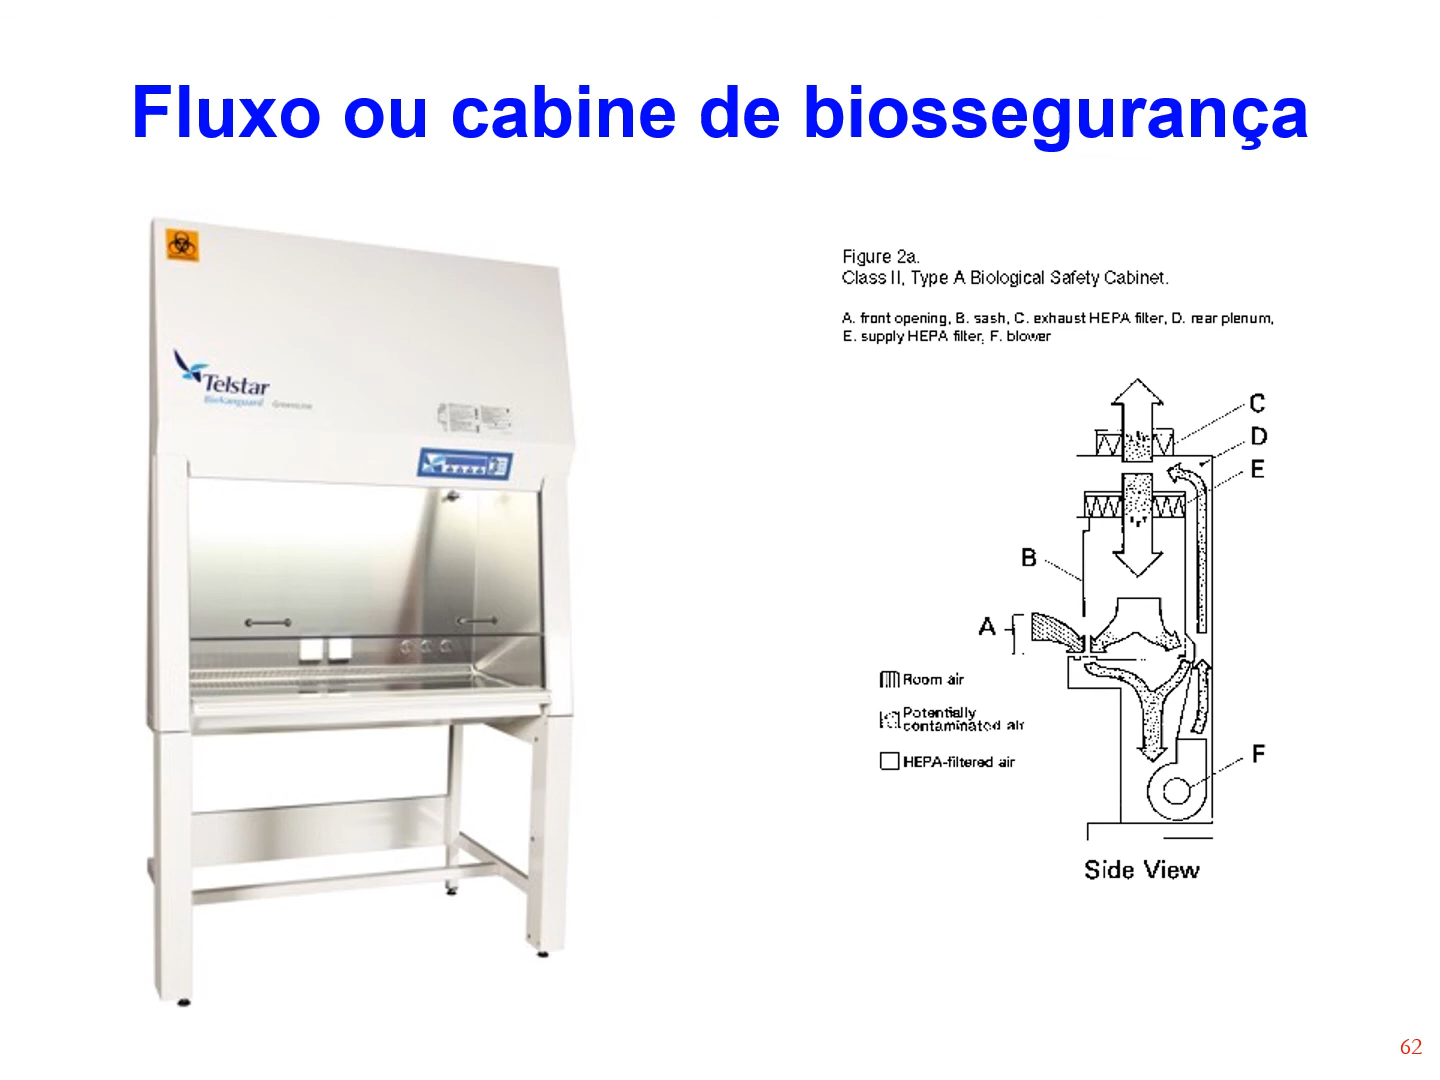 Fluxo ou cabine de biossegurança
Telstar
Figure 2a.
Class II, Type A Biological Safety Cabinet.
A. front opening, B. sash, C. exhaust HEPA filter, D. rear plenum,
E. supply HEPA filter, F. blower
C
D
E
B
A
Room air
Potentially
contaminated air
HEPA-filtered air
F
Side View
62